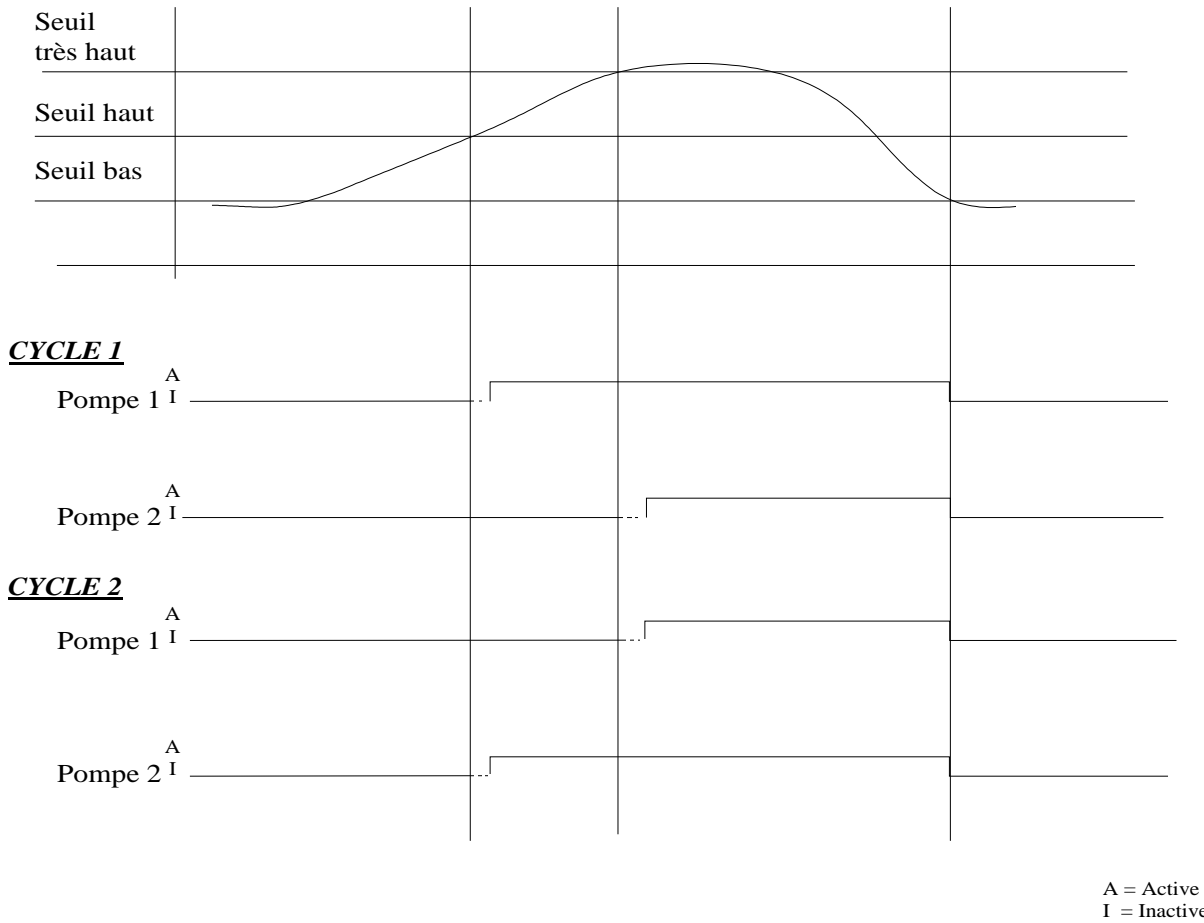 Seuil
très haut
Seuil haut
Seuil bas
CYCLE 1
A
Pompe 1 I
A
Pompe 2 I
CYCLE 2
A
Pompe 1 I
A
Pompe 2 I
A = Active
I = Inactive